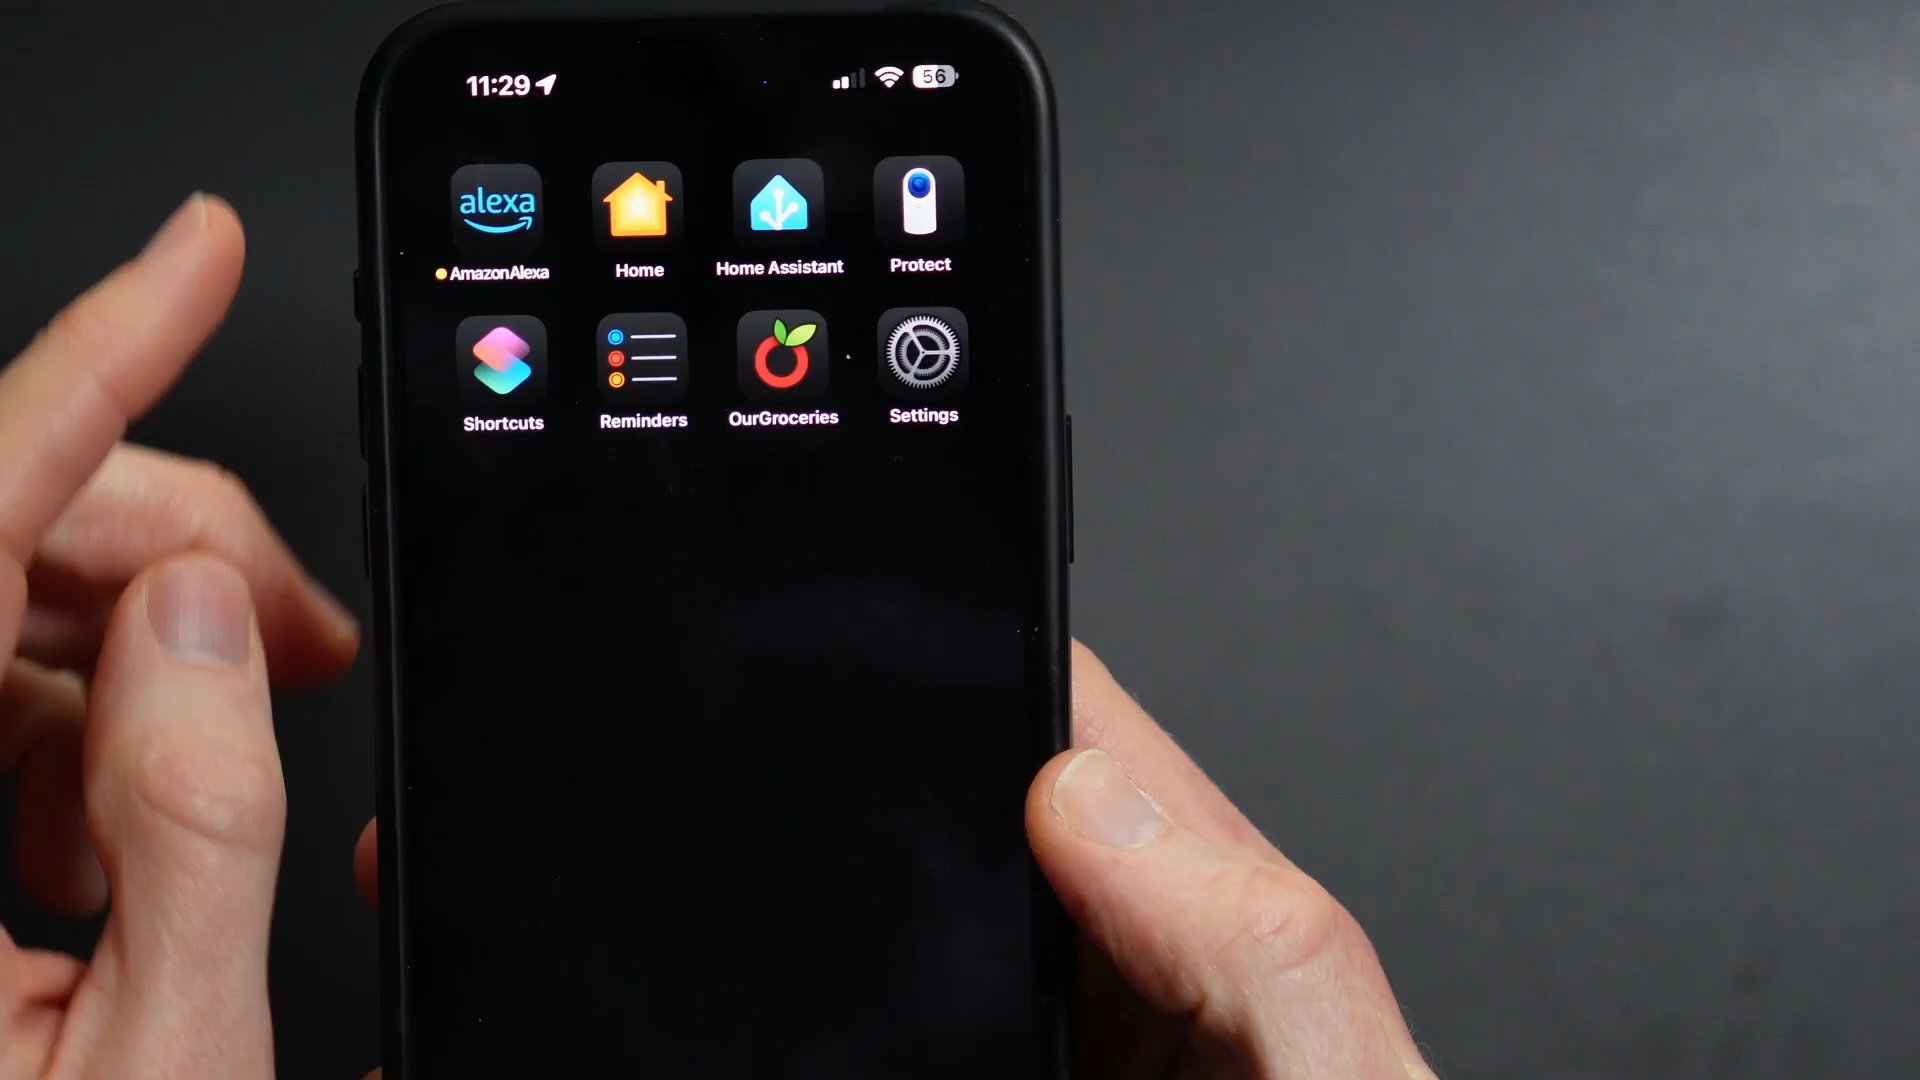 11:29
56
alexa
AmazonAlexa
Home
Home Assistant
Protect
Shortcuts
Reminders
OurGroceries
Settings